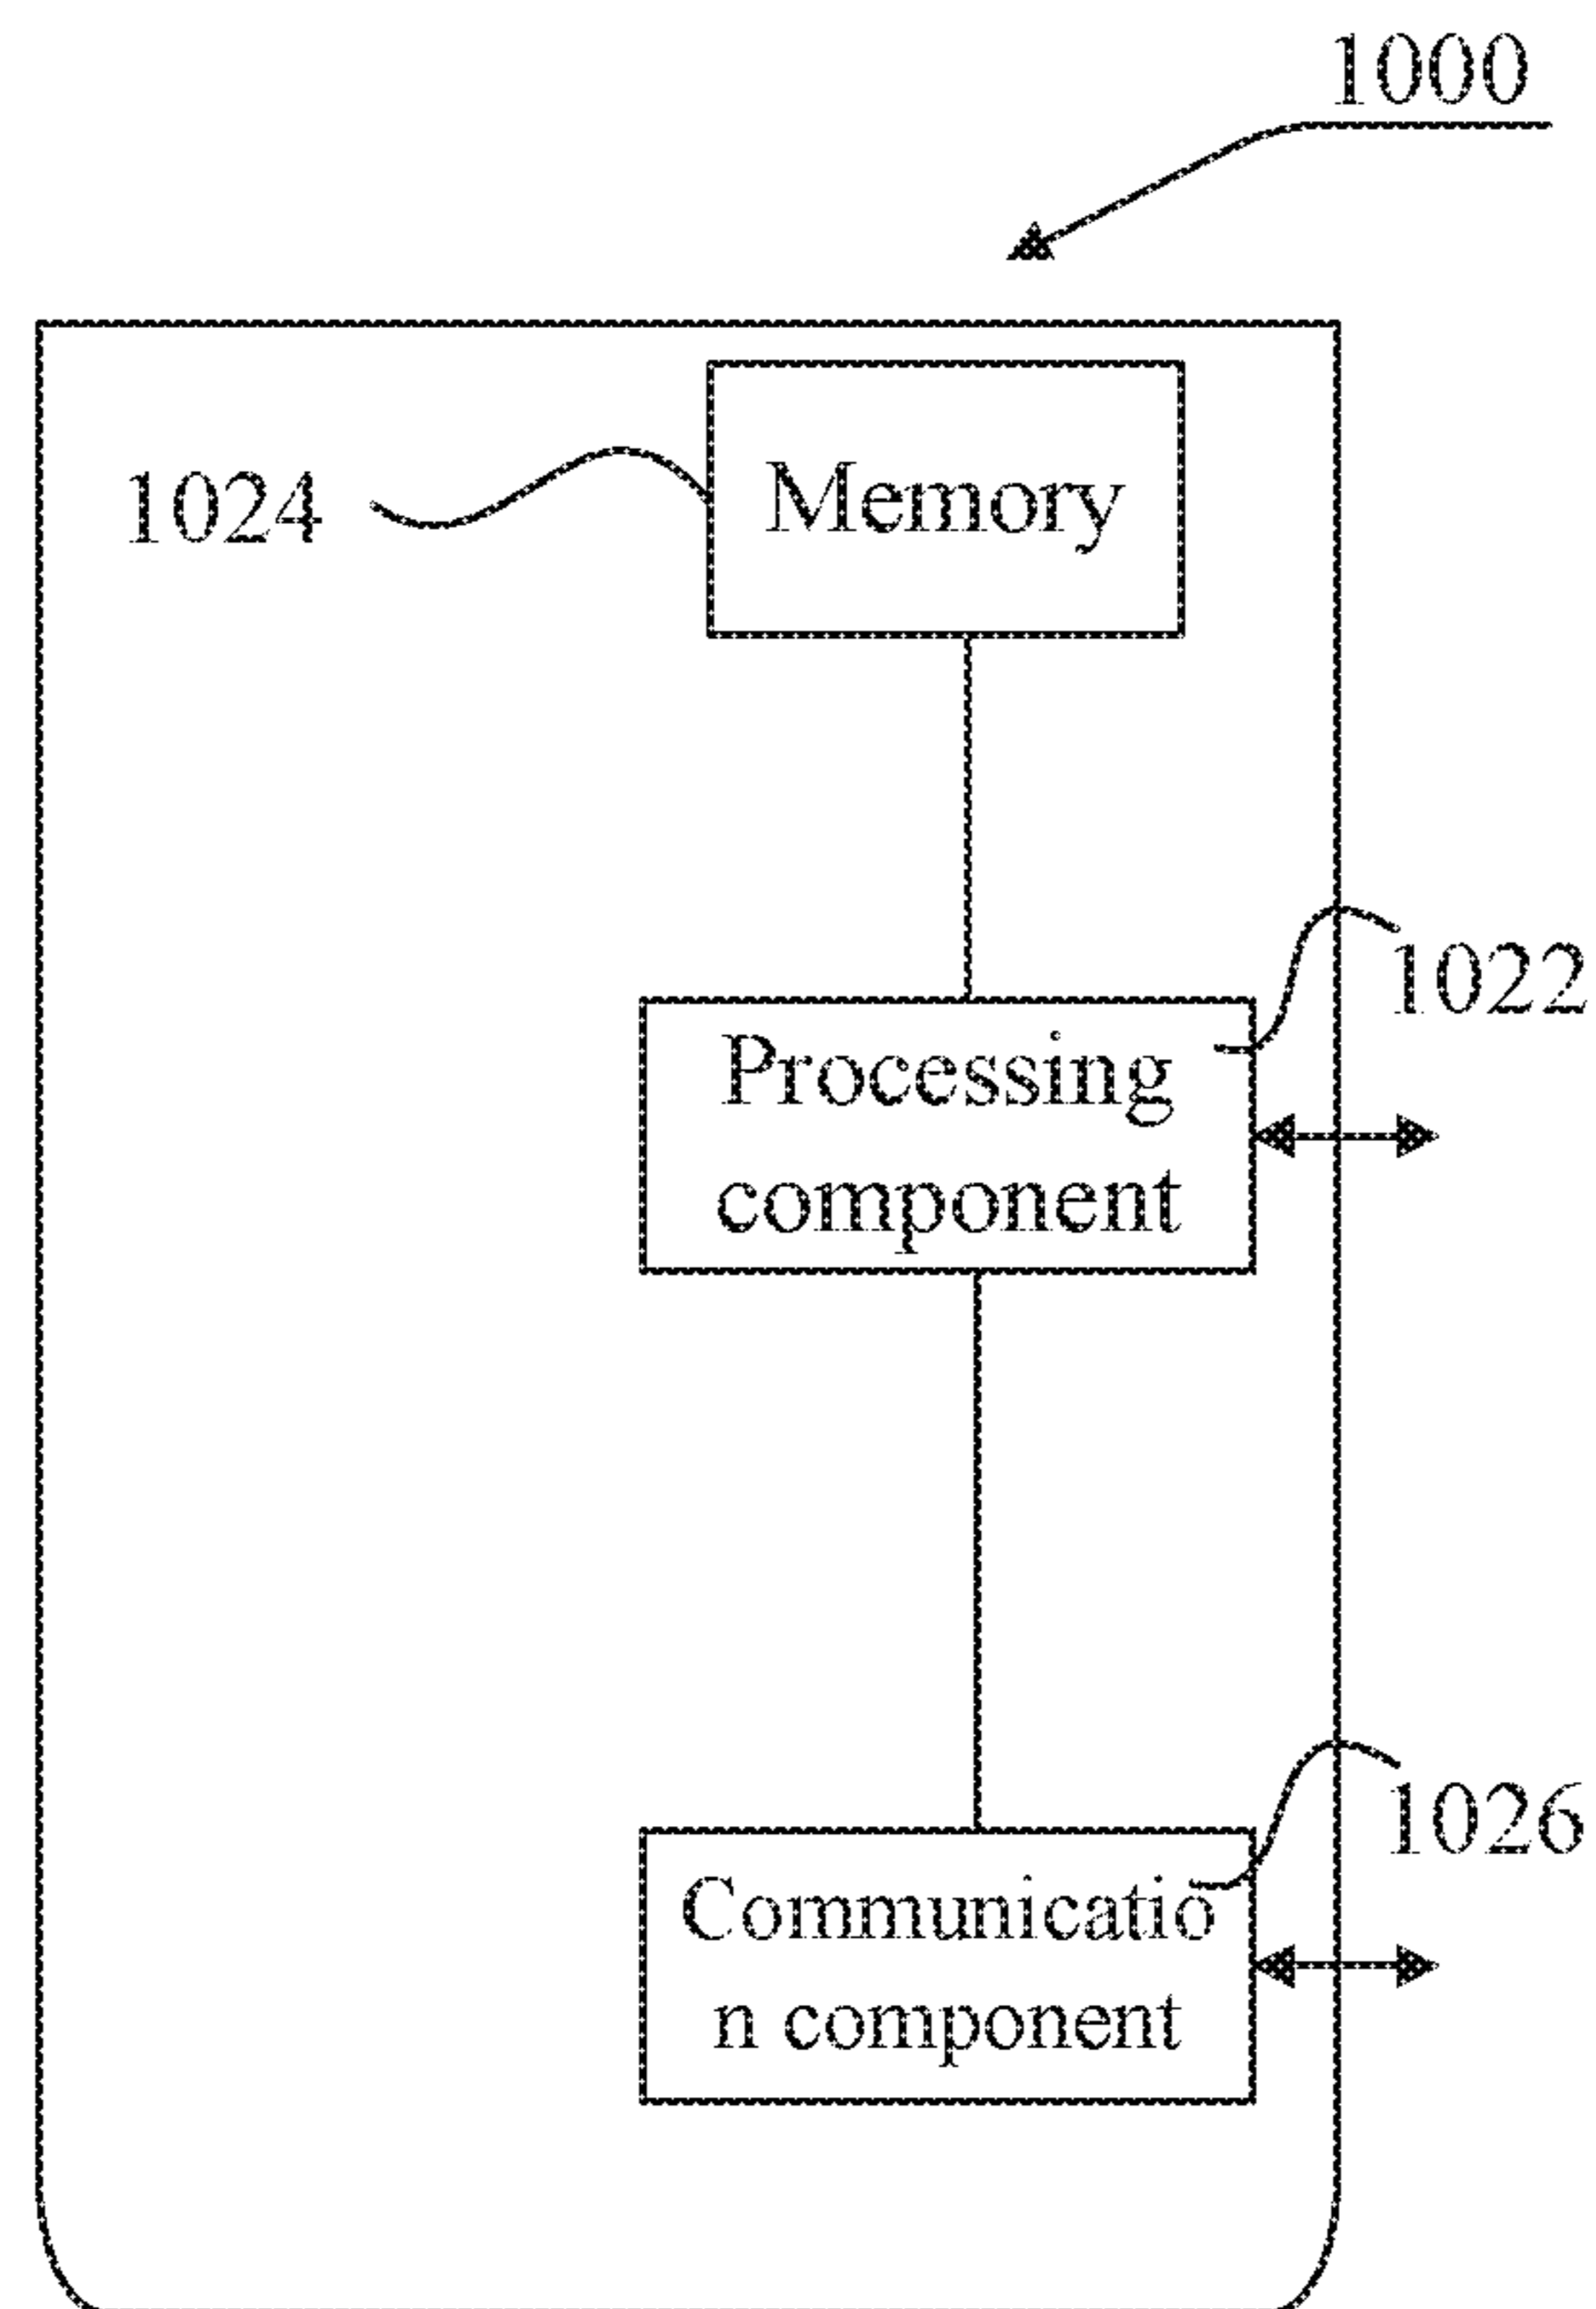 1000
1024
Memory
1022
Processing
component
1026
Communicatio
n component